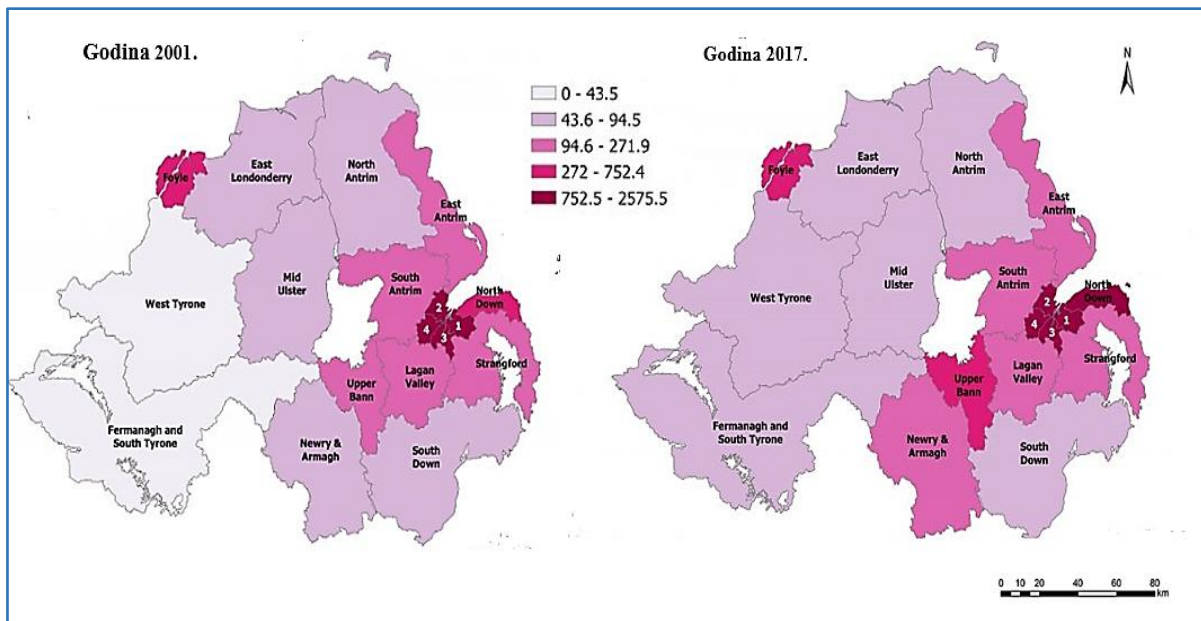 Godina 2001.
Godina 2017.
N
0 - 43.5
43.6 - 94.5
94.6 - 271.9
272 - 752.4
752.5 - 2575.5
Foyle
East
Londonderry
North
Antrim
East
Antrim
West Tyrone
Mid
Ulster
South
Antrim
North
Down
2
4
1
3
Strangford
Upper
Bann
Lagan
Valley
Fermanagh and
South Tyrone
Newry &
Armagh
South
Down
Foyle
East
Londonderry
North
Antrim
East
Antrim
West Tyrone
Mid
Ulster
South
Antrim
North
Down
2
4
1
3
Strangford
Upper
Bann
Lagan
Valley
Fermanagh and
South Tyrone
Newry &
Armagh
South
Down
0 10 20 40 60 80
km